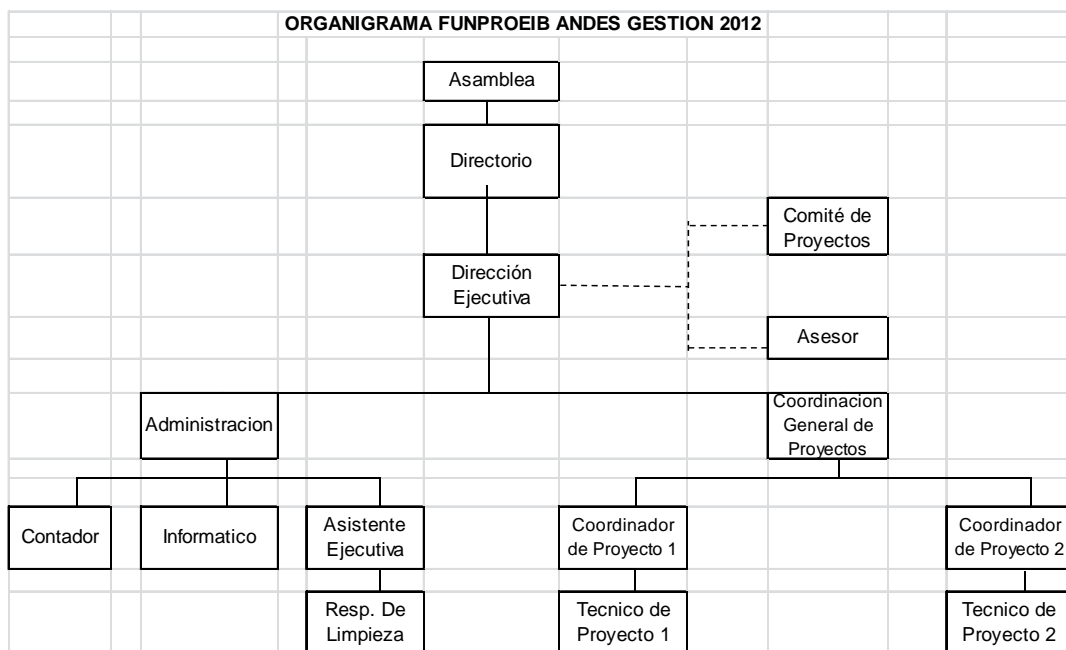 ORGANIGRAMA FUNPROEIB ANDES GESTION 2012
Asamblea
Directorio
Comité de
Proyectos
Dirección
Ejecutiva
Asesor
Administracion
Coordinacion
General de
Proyectos
Contador
Informatico
Asistente
Ejecutiva
Coordinador
de Proyecto 1
Coordinador
de Proyecto 2
Resp. De
Limpieza
Tecnico de
Proyecto 1
Tecnico de
Proyecto 2